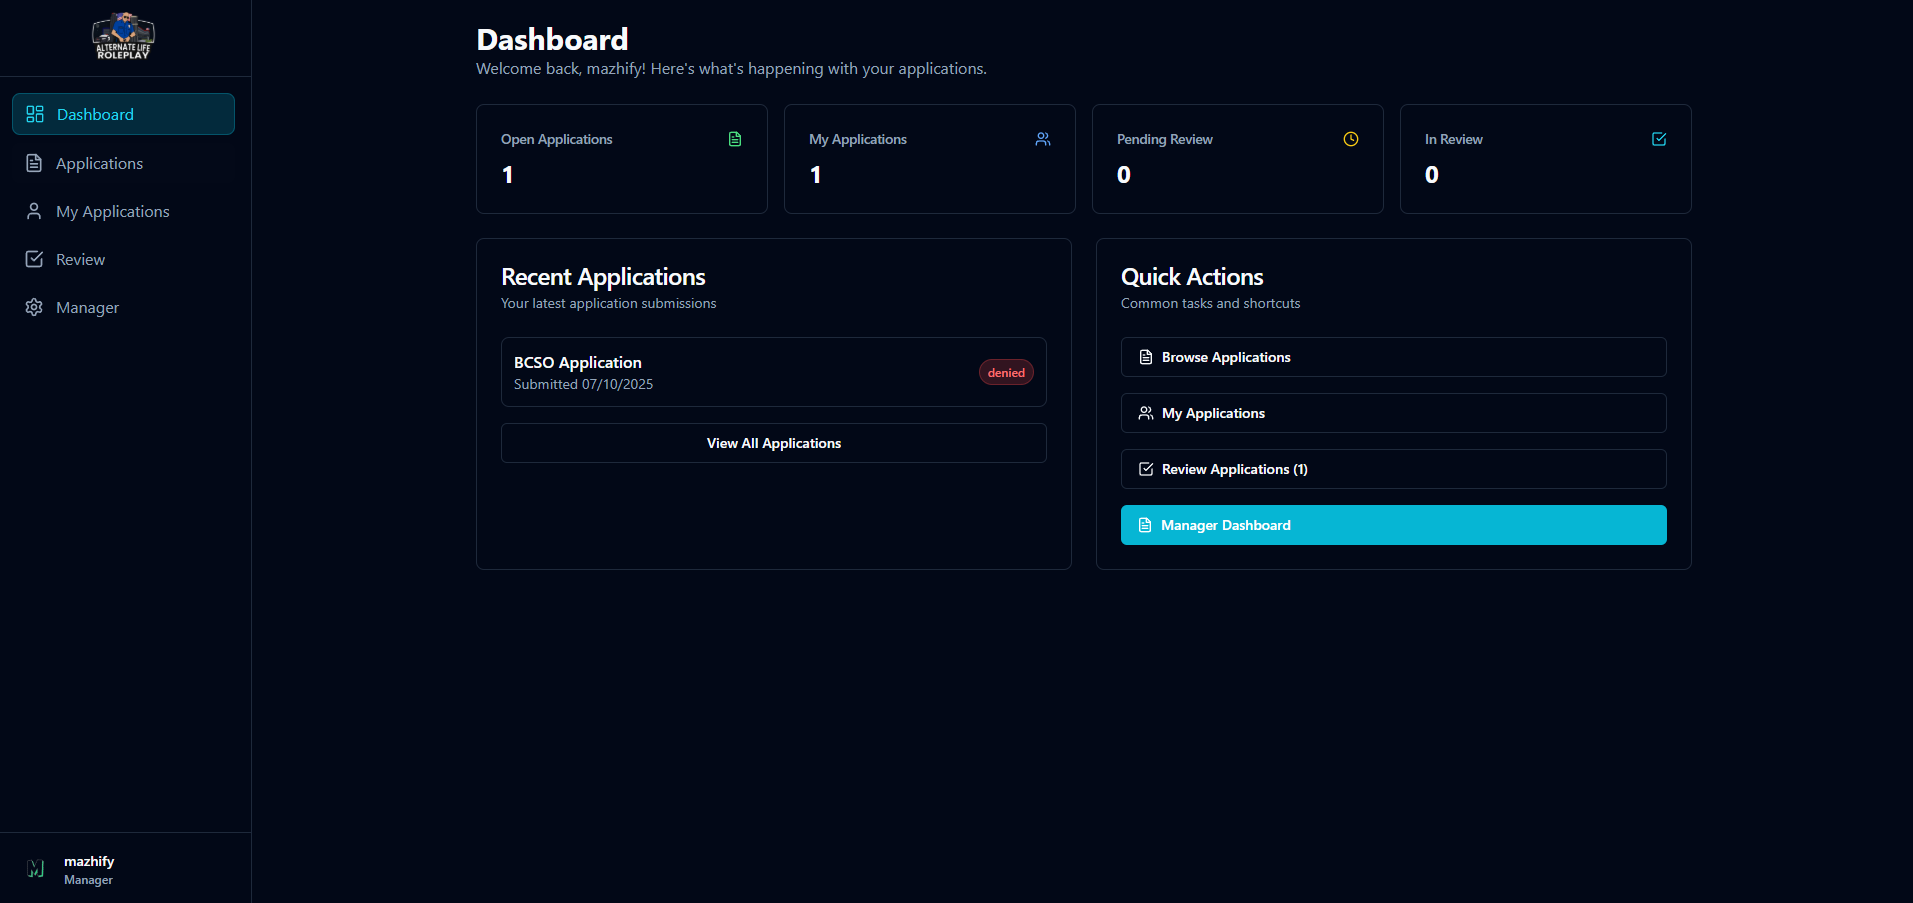 ALTERNATE LIFE
ROLEPLAY
Dashboard
Applications
My Applications
Review
Manager
mazhify
Manager
Dashboard
Welcome back, mazhify! Here's what's happening with your applications.
Open Applications
1
My Applications
1
Pending Review
0
In Review
0
Recent Applications
Your latest application submissions
BCSO Application
Submitted 07/10/2025
denied
View All Applications
Quick Actions
Common tasks and shortcuts
Browse Applications
My Applications
Review Applications (1)
Manager Dashboard